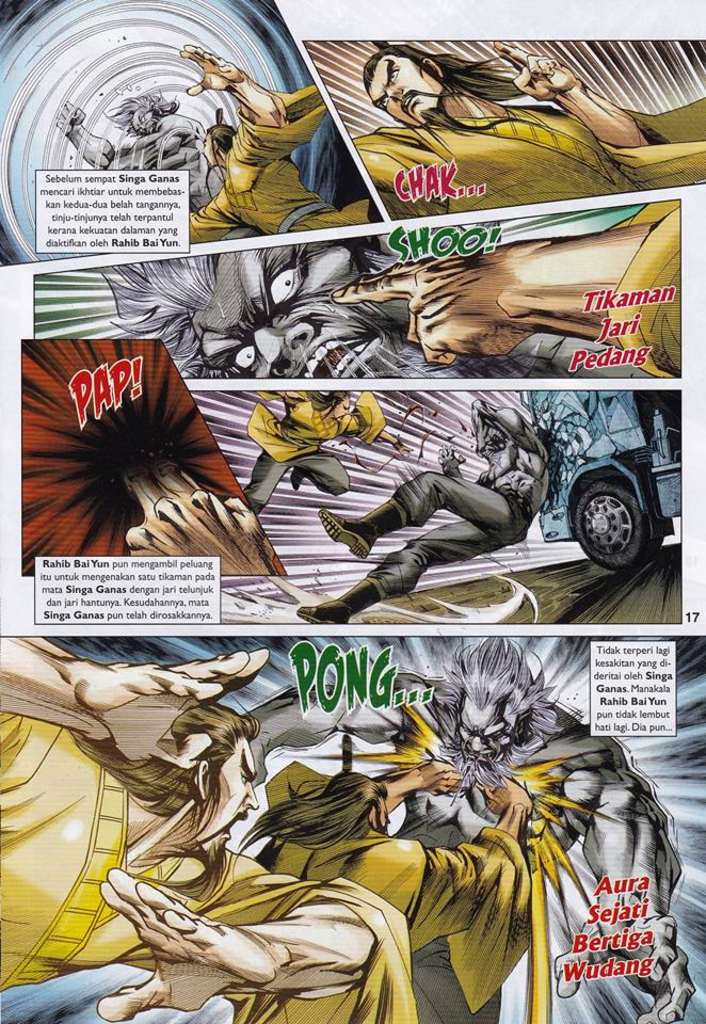 Sebelum sempat Singa Ganas
mencari ikhtiar untuk membebas-
kan kedua-dua belah tangannya,
tinju-tinjunya telah terpantul
kerana kekuatan dalaman yang
diaktifkan oleh Rahib Bai Yun.
CHAK...
SHOO!
Tikaman
Jari
Pedang
PAP!
Rahib Bai Yun pun mengambil peluang
itu untuk mengenakan satu tikaman pada
mata Singa Ganas dengan jari telunjuk
dan jari hantunya. Kesudahannya, mata
Singa Ganas pun telah dirosakkannya.
17
PONG...
Tidak terperi lagi
kesakitan yang di-
deritai oleh Singa
Ganas. Manakala
Rahib Bai Yun
pun tidak lembut
hati lagi. Dia pun...
Aura
Sejati
Bertiga
Wudang